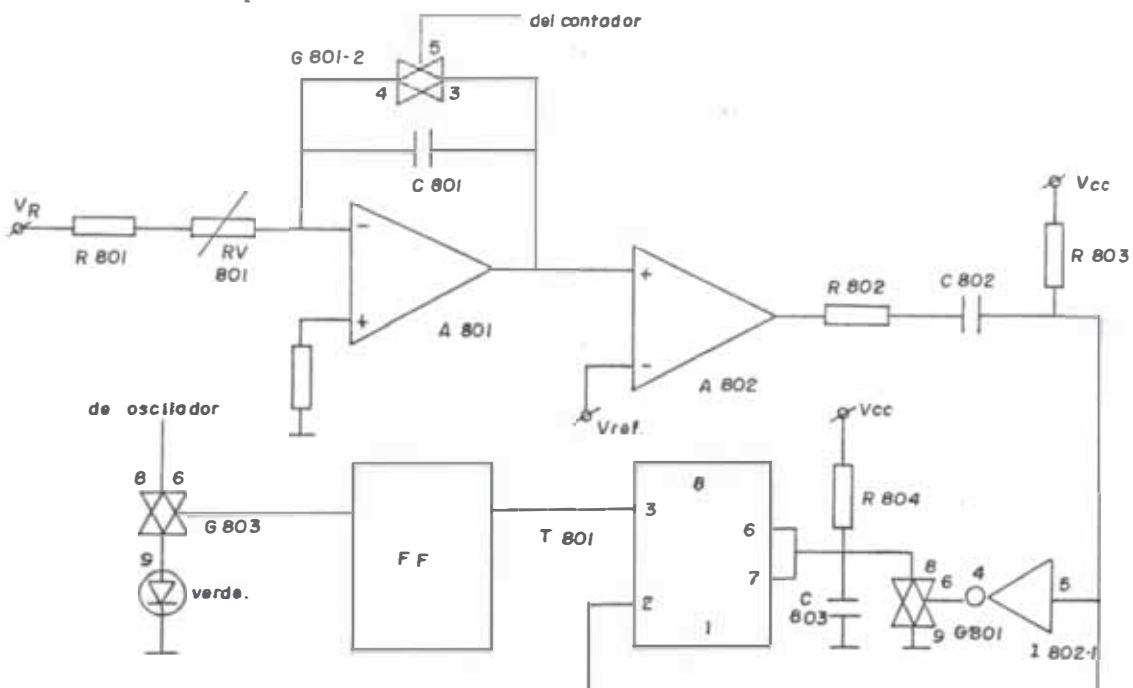 del contador
5
G 801-2
4
3
C 801
VR
R 801
RV
801
-
+
A 801
+
-
A 802
Vref.
R 802
C 802
Vcc
R 803
de oscilador
8 6
G 803
9
verde.
F F
T 801
8
3
6
7
2
1
Vcc
R 804
C
803
8
6
4
5
9
G801
I 802-1